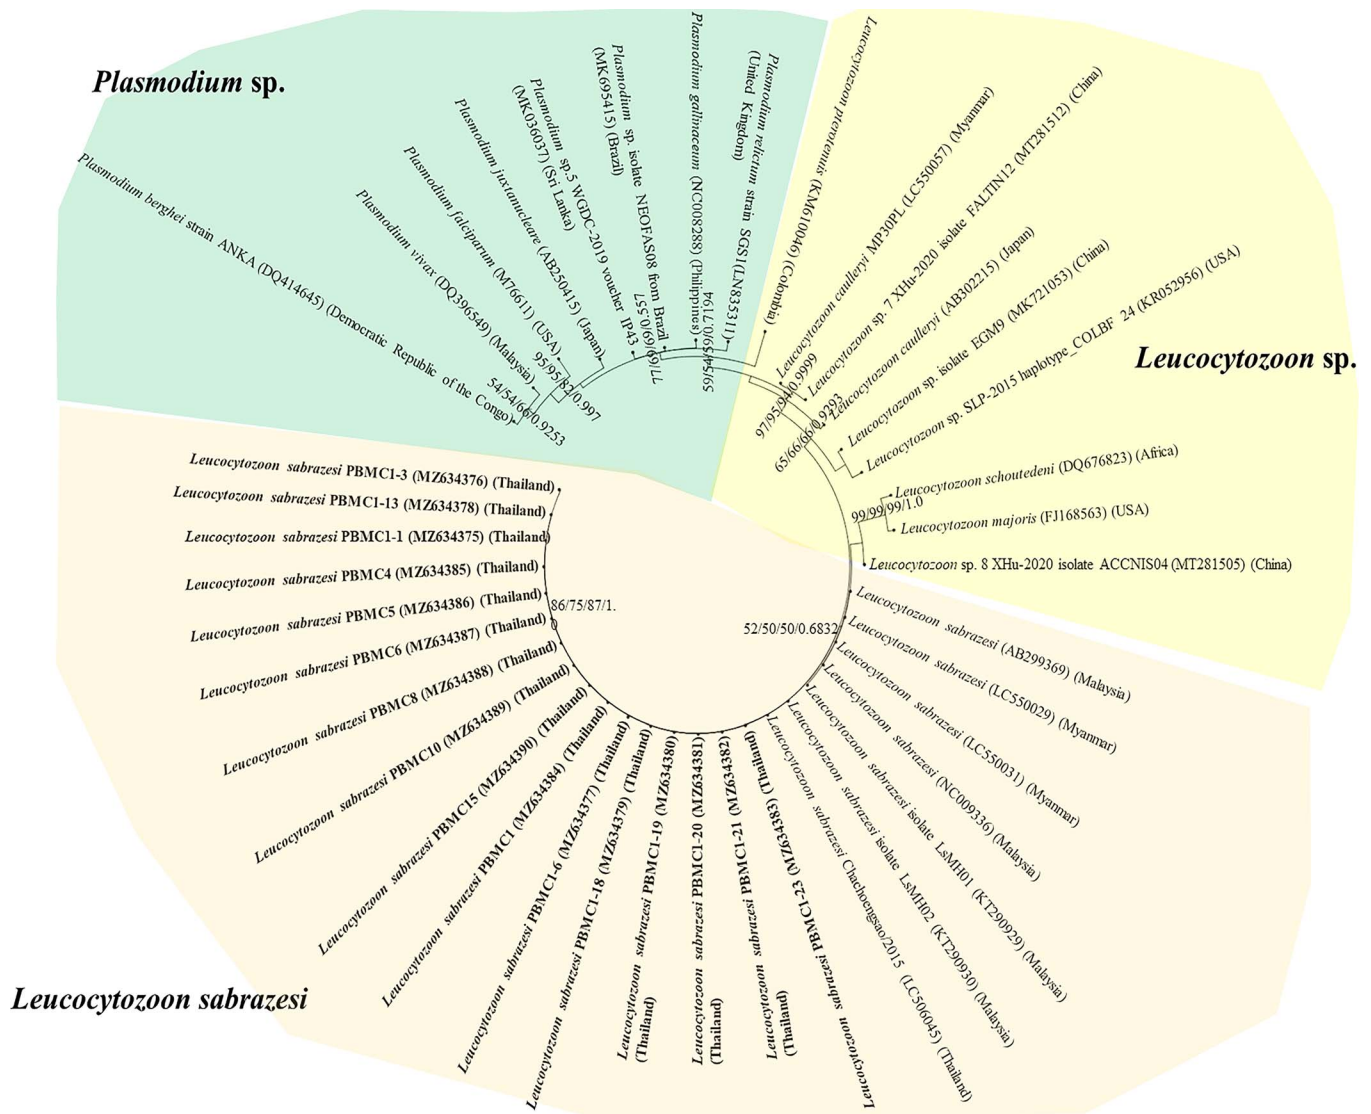 Plasmodium sp.
Leucocytozoon sp.
Leucocytozoon sabrazesi
Plasmodium berghei strain ANKA (DQ414645) (Democratic Republic of the Congo)
Plasmodium vivax (DQ396549) (Malaysia)
Plasmodium falciparum (M76611) (USA)
Plasmodium juxtanucleare (AB250415) (Japan)
Plasmodium sp.5 WGDC-2019 voucher IP43
(MK036037) (Sri Lanka)
Plasmodium sp. isolate NEOFAS08 from Brazil
(MK695415) (Brazil)
Plasmodium gallinaceum (NC008288) (Philippines)
Plasmodium relictum strain SGS1(LN835311)
(United Kingdom)
Leucocytozoon pterotenuis (KM610046) (Colombia)
Leucocytozoon caulleryi MP30PL (LC550057) (Myanmar)
Leucocytozoon sp. 7 XHu-2020 isolate FALTIN12 (MT281512) (China)
Leucocytozoon caulleryi (AB302215) (Japan)
Leucocytozoon sp. isolate EGM9 (MK721053) (China)
Leucocytozoon sp. SLP-2015 haplotype_COLBF 24 (KR052956) (USA)
Leucocytozoon schoutedeni (DQ676823) (Africa)
Leucocytozoon majoris (FJ168563) (USA)
Leucocytozoon sp. 8 XHu-2020 isolate ACCNIS04 (MT281505) (China)
Leucocytozoon sabrazesi (AB299369) (Malaysia)
Leucocytozoon sabrazesi (LC550029) (Myanmar)
Leucocytozoon sabrazesi (LC550031) (Myanmar)
Leucocytozoon sabrazesi (NC009336) (Malaysia)
Leucocytozoon sabrazesi isolate LsMH01 (KT290929) (Malaysia)
Leucocytozoon sabrazesi isolate LsMH02 (KT290930) (Malaysia)
Leucocytozoon sabrazesi Chachoengsao/2015 (LC506045) (Thailand)
Leucocytozoon sabrazesi PBMC1-23 (MZ634383) (Thailand)
Leucocytozoon sabrazesi PBMC1-21 (MZ634382)
(Thailand)
Leucocytozoon sabrazesi PBMC1-20 (MZ634381)
(Thailand)
Leucocytozoon sabrazesi PBMC1-19 (MZ634380)
(Thailand)
Leucocytozoon sabrazesi PBMC1-18 (MZ634379) (Thailand)
Leucocytozoon sabrazesi PBMC1-6 (MZ634377) (Thailand)
Leucocytozoon sabrazesi PBMC1 (MZ634384) (Thailand)
Leucocytozoon sabrazesi PBMC15 (MZ634390) (Thailand)
Leucocytozoon sabrazesi PBMC10 (MZ634389) (Thailand)
Leucocytozoon sabrazesi PBMC8 (MZ634388) (Thailand)
Leucocytozoon sabrazesi PBMC6 (MZ634387) (Thailand)
Leucocytozoon sabrazesi PBMC5 (MZ634386) (Thailand)
Leucocytozoon sabrazesi PBMC4 (MZ634385) (Thailand)
Leucocytozoon sabrazesi PBMC1-1 (MZ634375) (Thailand)
Leucocytozoon sabrazesi PBMC1-13 (MZ634378) (Thailand)
Leucocytozoon sabrazesi PBMC1-3 (MZ634376) (Thailand)
54/54/66/0.9253
95/95/82/0.997
77/69/69/0.557
59/54/59/0.7194
97/95/94/0.9999
65/66/66/0.9293
99/99/99/1.0
52/50/50/0.6832
86/75/87/1.
0